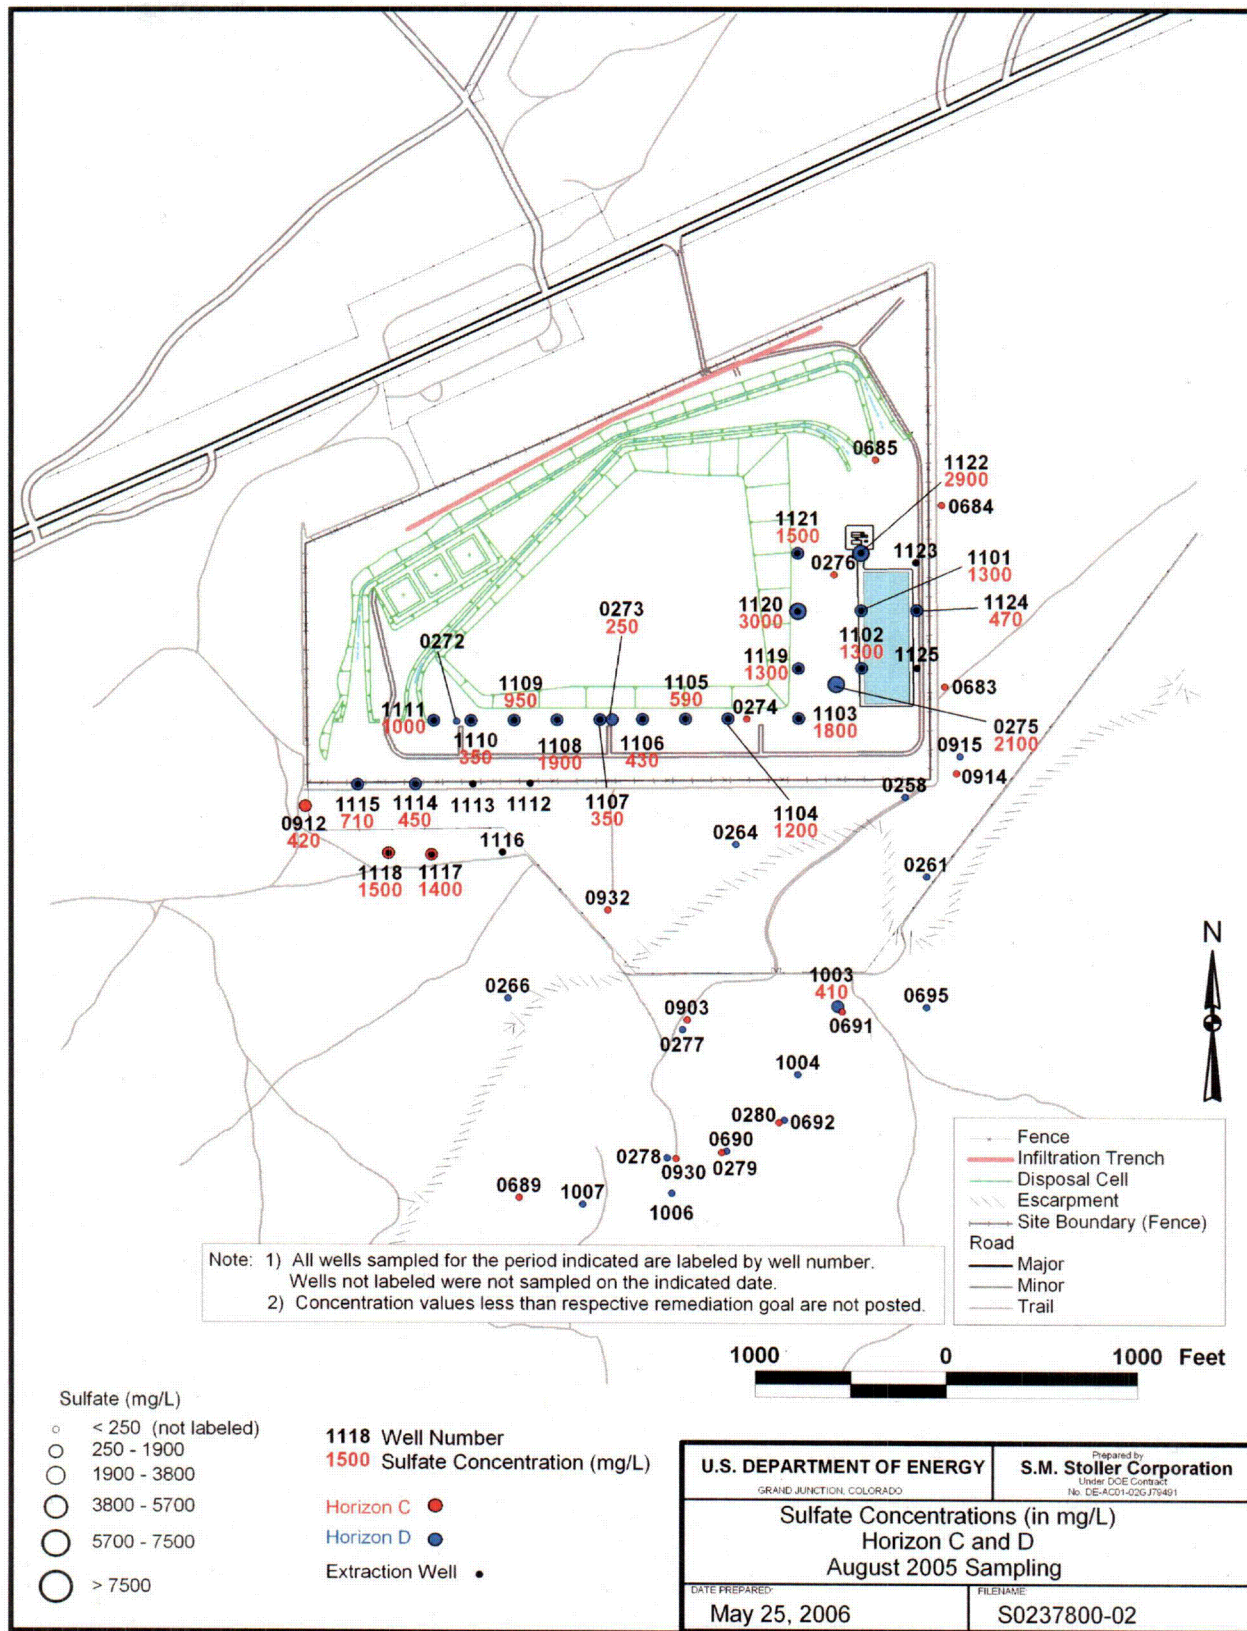 0685
1122
2900
0684
1121
1500
0276
1123
1101
1300
1120
3000
0273
250
1124
470
0272
1102
1300
1125
1119
1300
1109
950
1105
590
0683
1111
1000
0274
1110
350
1108
1900
1106
430
1103
1800
0275
2100
0915
0914
0258
1115
710
1114
450
1113
1112
1107
350
1104
1200
0912
420
1116
0264
1118
1500
1117
1400
0261
0932
N
1003
410
0266
0903
0691
0695
0277
1004
0280
0692
0690
0278
0930
0279
0689
1007
1006
Fence
Infiltration Trench
Disposal Cell
Escarpment
Site Boundary (Fence)
Road
Major
Minor
Trail
Note: 1) All wells sampled for the period indicated are labeled by well number.
Wells not labeled were not sampled on the indicated date.
2) Concentration values less than respective remediation goal are not posted.
1000 0 1000 Feet
Sulfate (mg/L)
< 250 (not labeled)
250 - 1900
1900 - 3800
3800 - 5700
5700 - 7500
> 7500
1118 Well Number
1500 Sulfate Concentration (mg/L)
Horizon C
Horizon D
Extraction Well
U.S. DEPARTMENT OF ENERGY
GRAND JUNCTION, COLORADO
Prepared by
S.M. Stoller Corporation
Under DOE Contract
No. DE-AC01-02GJ79491
Sulfate Concentrations (in mg/L)
Horizon C and D
August 2005 Sampling
DATE PREPARED:
May 25, 2006
FILENAME:
S0237800-02